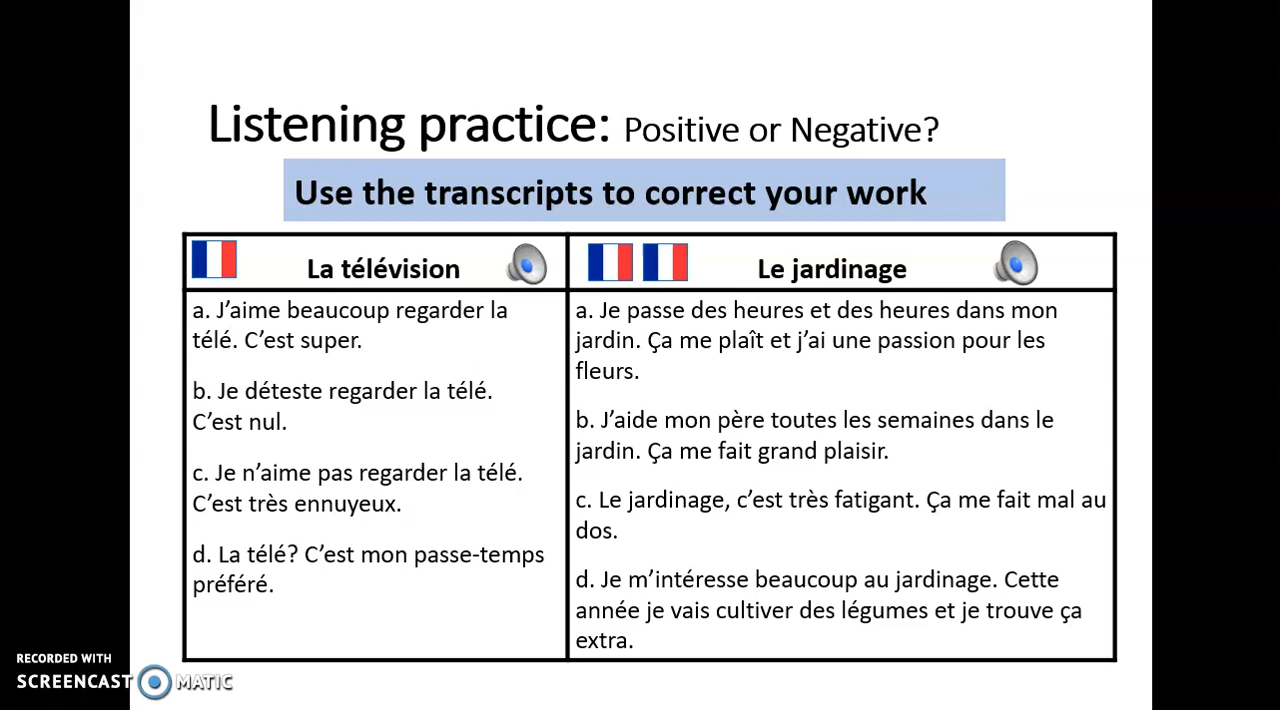 Listening practice: Positive or Negative?
Use the transcripts to correct your work
La télévision
a. J’aime beaucoup regarder la
télé. C’est super.
b. Je déteste regarder la télé.
C’est nul.
c. Je n’aime pas regarder la télé.
C’est très ennuyeux.
d. La télé? C’est mon passe-temps
préféré.
Le jardinage
a. Je passe des heures et des heures dans mon
jardin. Ça me plaît et j’ai une passion pour les
fleurs.
b. J’aide mon père toutes les semaines dans le
jardin. Ça me fait grand plaisir.
c. Le jardinage, c’est très fatigant. Ça me fait mal au
dos.
d. Je m’intéresse beaucoup au jardinage. Cette
année je vais cultiver des légumes et je trouve ça
extra.
RECORDED WITH
SCREENCAST MATIC